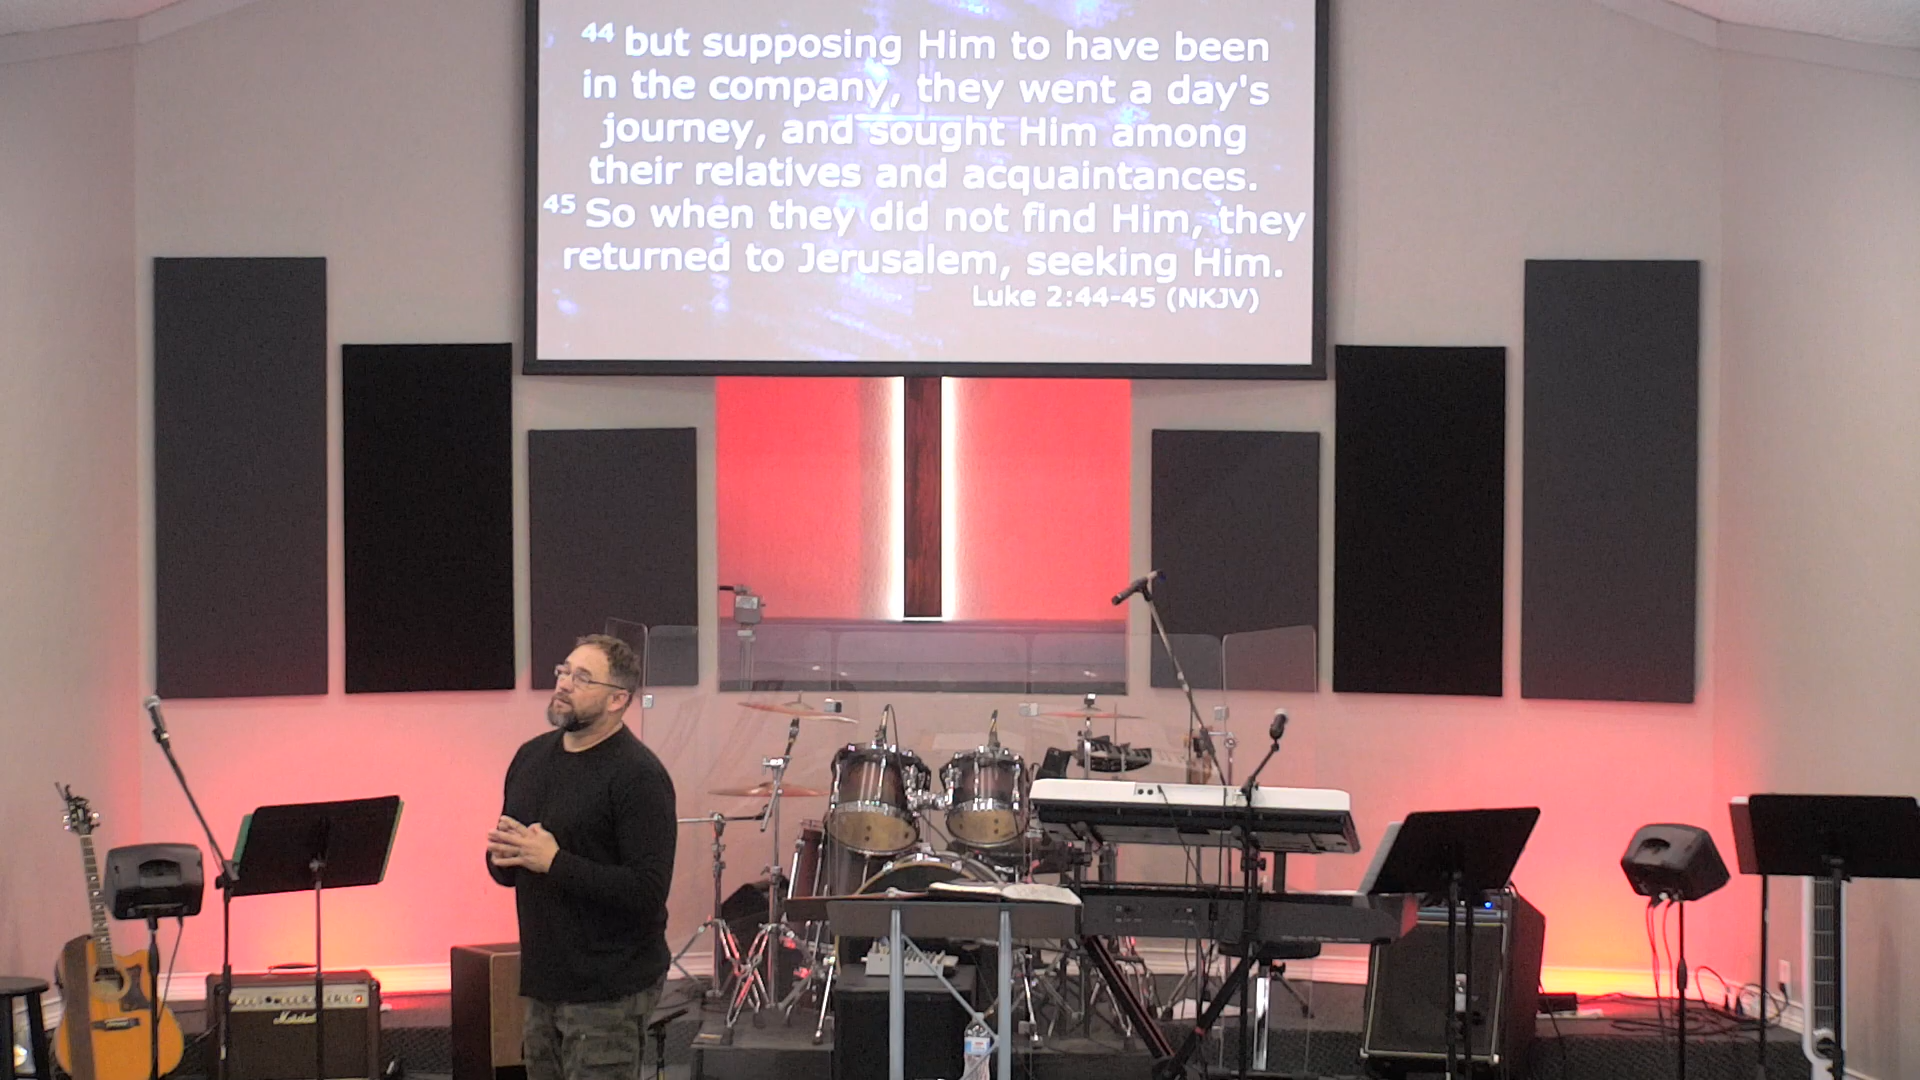 44 but supposing Him to have been
in the company, they went a day's
journey, and sought Him among
their relatives and acquaintances.
45 So when they did not find Him, they
returned to Jerusalem, seeking Him.
Luke 2:44-45 (NKJV)
Marshall